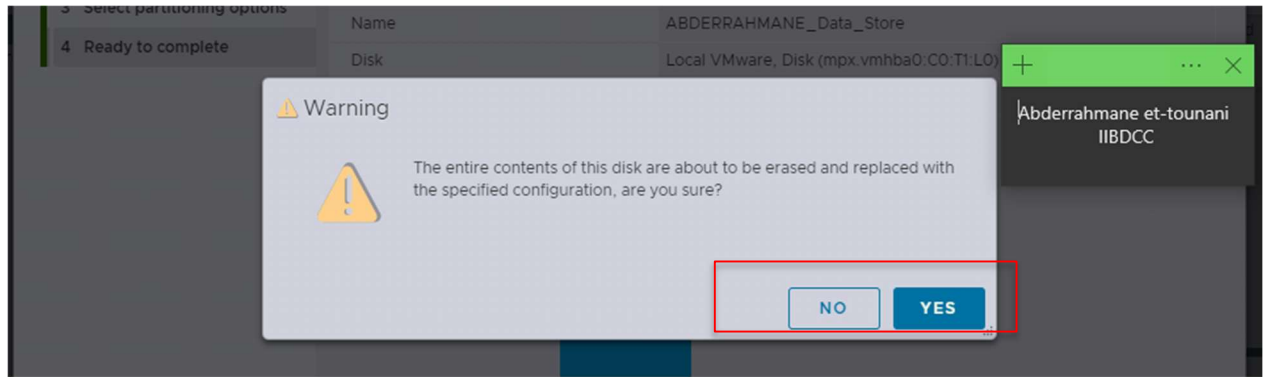 3 Select partitioning options
4 Ready to complete
Name ABDERRAHMANE_Data_Store
Disk Local VMware, Disk (mpx.vmhba0:C0:T1:L0)
Warning
The entire contents of this disk are about to be erased and replaced with
the specified configuration, are you sure?
NO YES
Abderrahmane et-tounani
IIBDCC